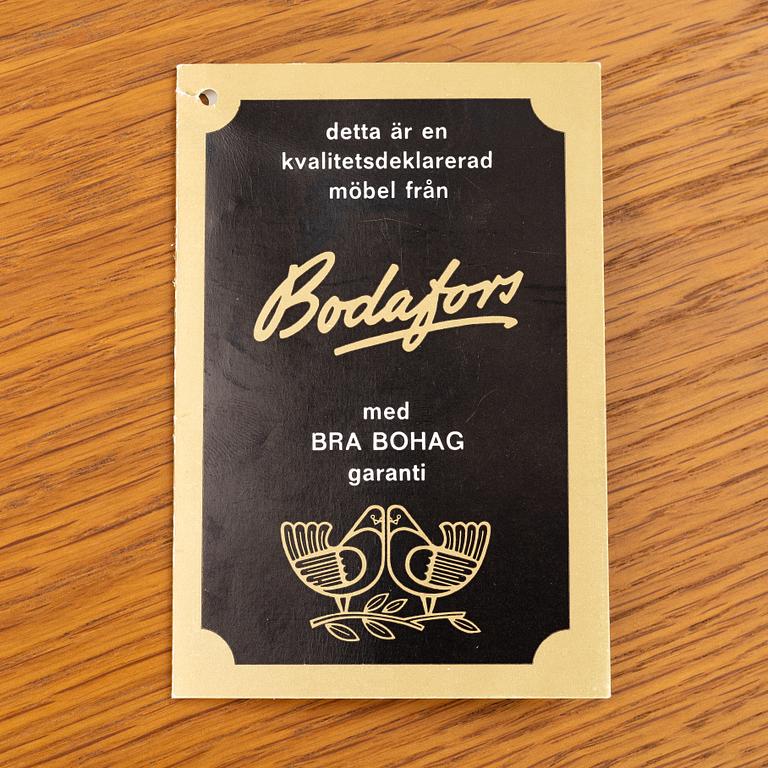 detta är en
kvalitetsdeklarerad
möbel från
Bodafors
med
BRA BOHAG
garanti